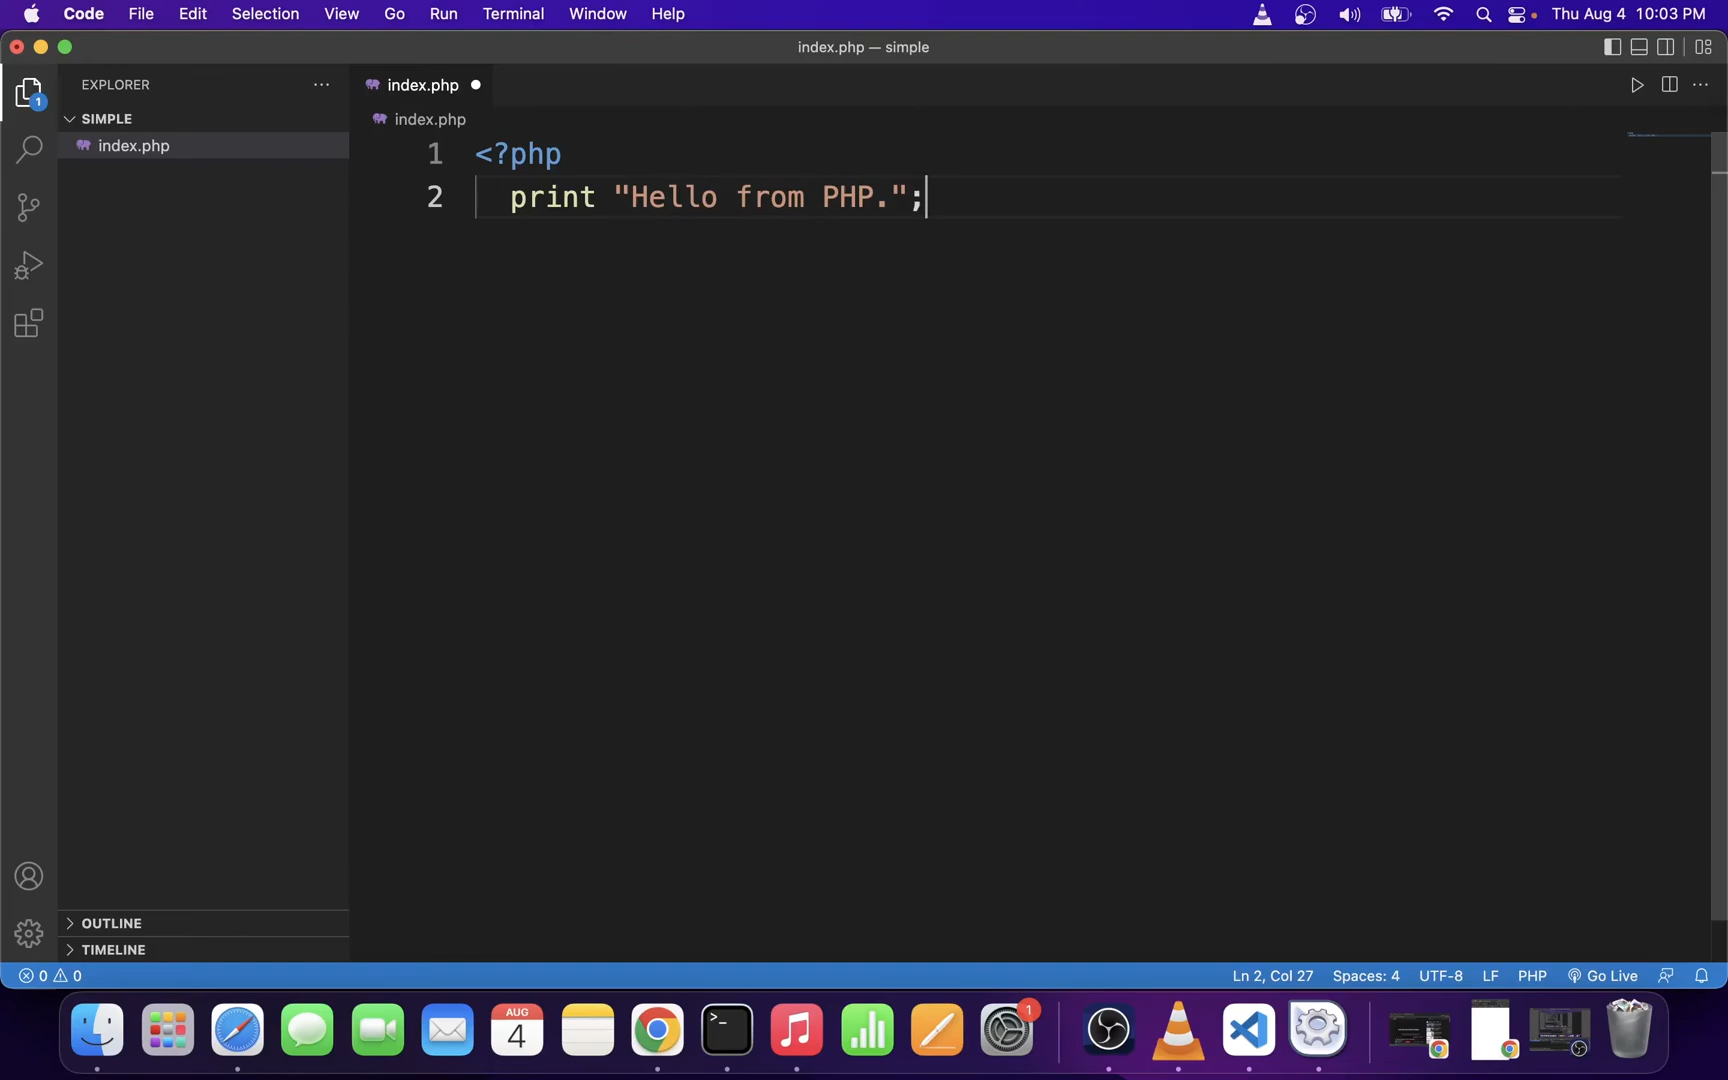 Code File Edit Selection View Go Run Terminal Window Help Thu Aug 4 10:03 PM
index.php — simple
EXPLORER
index.php
1
SIMPLE
index.php
index.php
1 <?php
2 print "Hello from PHP.";
OUTLINE
TIMELINE
0 0 Ln 2, Col 27 Spaces: 4 UTF-8 LF PHP Go Live
AUG
4
>_
1